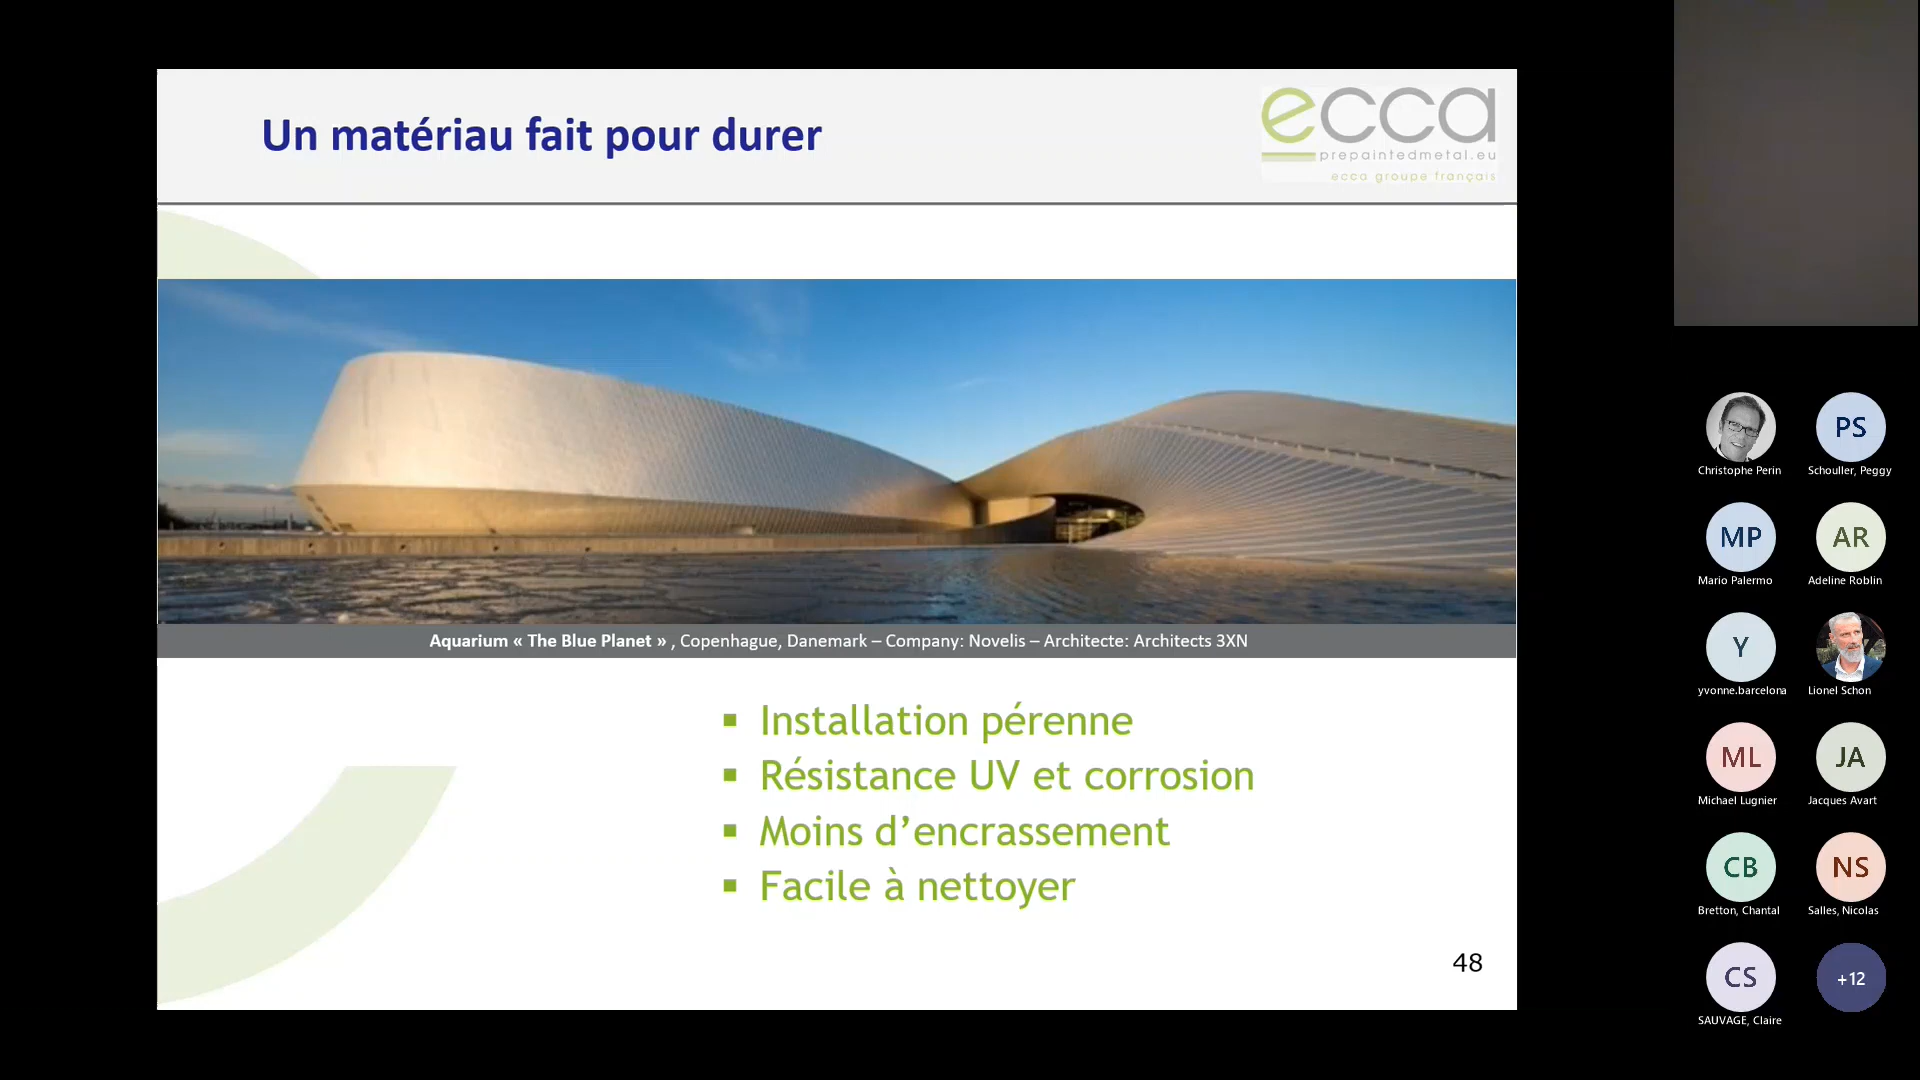 Un matériau fait pour durer
ecca
prepaintedmetal.eu
ecca groupe français
Aquarium « The Blue Planet » , Copenhague, Danemark – Company: Novelis – Architecte: Architects 3XN
▪ Installation pérenne
▪ Résistance UV et corrosion
▪ Moins d’encrassement
▪ Facile à nettoyer
48
PS
Christophe Perin
Schouller, Peggy
MP
AR
Mario Palermo
Adeline Roblin
Y
yvonne.barcelona
Lionel Schon
ML
JA
Michael Lugnier
Jacques Avart
CB
NS
Bretton, Chantal
Salles, Nicolas
CS
+12
SAUVAGE, Claire